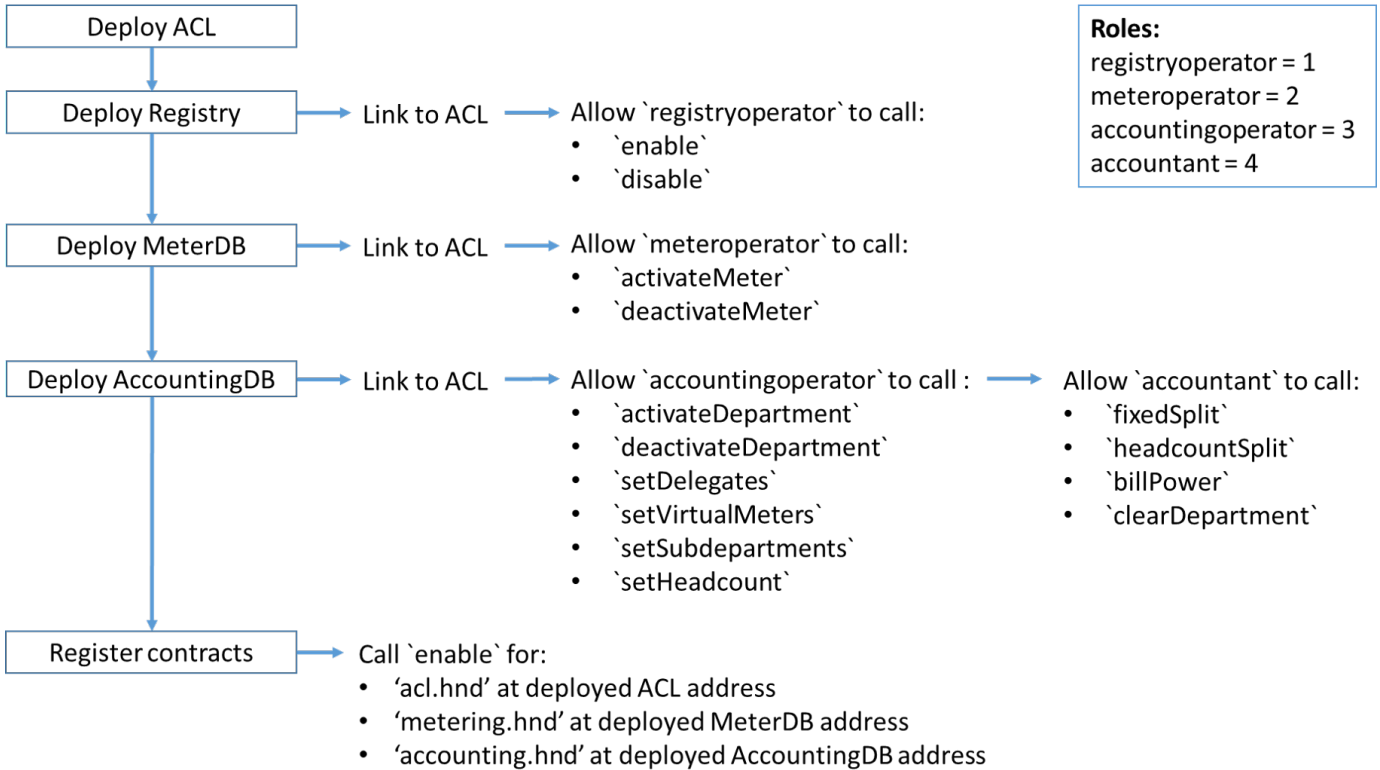 Deploy ACL
Roles:
registryoperator = 1
meteroperator = 2
accountingoperator = 3
accountant = 4
Deploy Registry
Link to ACL
Allow `registryoperator` to call:
• `enable`
• `disable`
Deploy MeterDB
Link to ACL
Allow `meteroperator` to call:
• `activateMeter`
• `deactivateMeter`
Deploy AccountingDB
Link to ACL
Allow `accountingoperator` to call :
• `activateDepartment`
• `deactivateDepartment`
• `setDelegates`
• `setVirtualMeters`
• `setSubdepartments`
• `setHeadcount`
Allow `accountant` to call:
• `fixedSplit`
• `headcountSplit`
• `billPower`
• `clearDepartment`
Register contracts
Call `enable` for:
• ‘acl.hnd’ at deployed ACL address
• ‘metering.hnd’ at deployed MeterDB address
• ‘accounting.hnd’ at deployed AccountingDB address